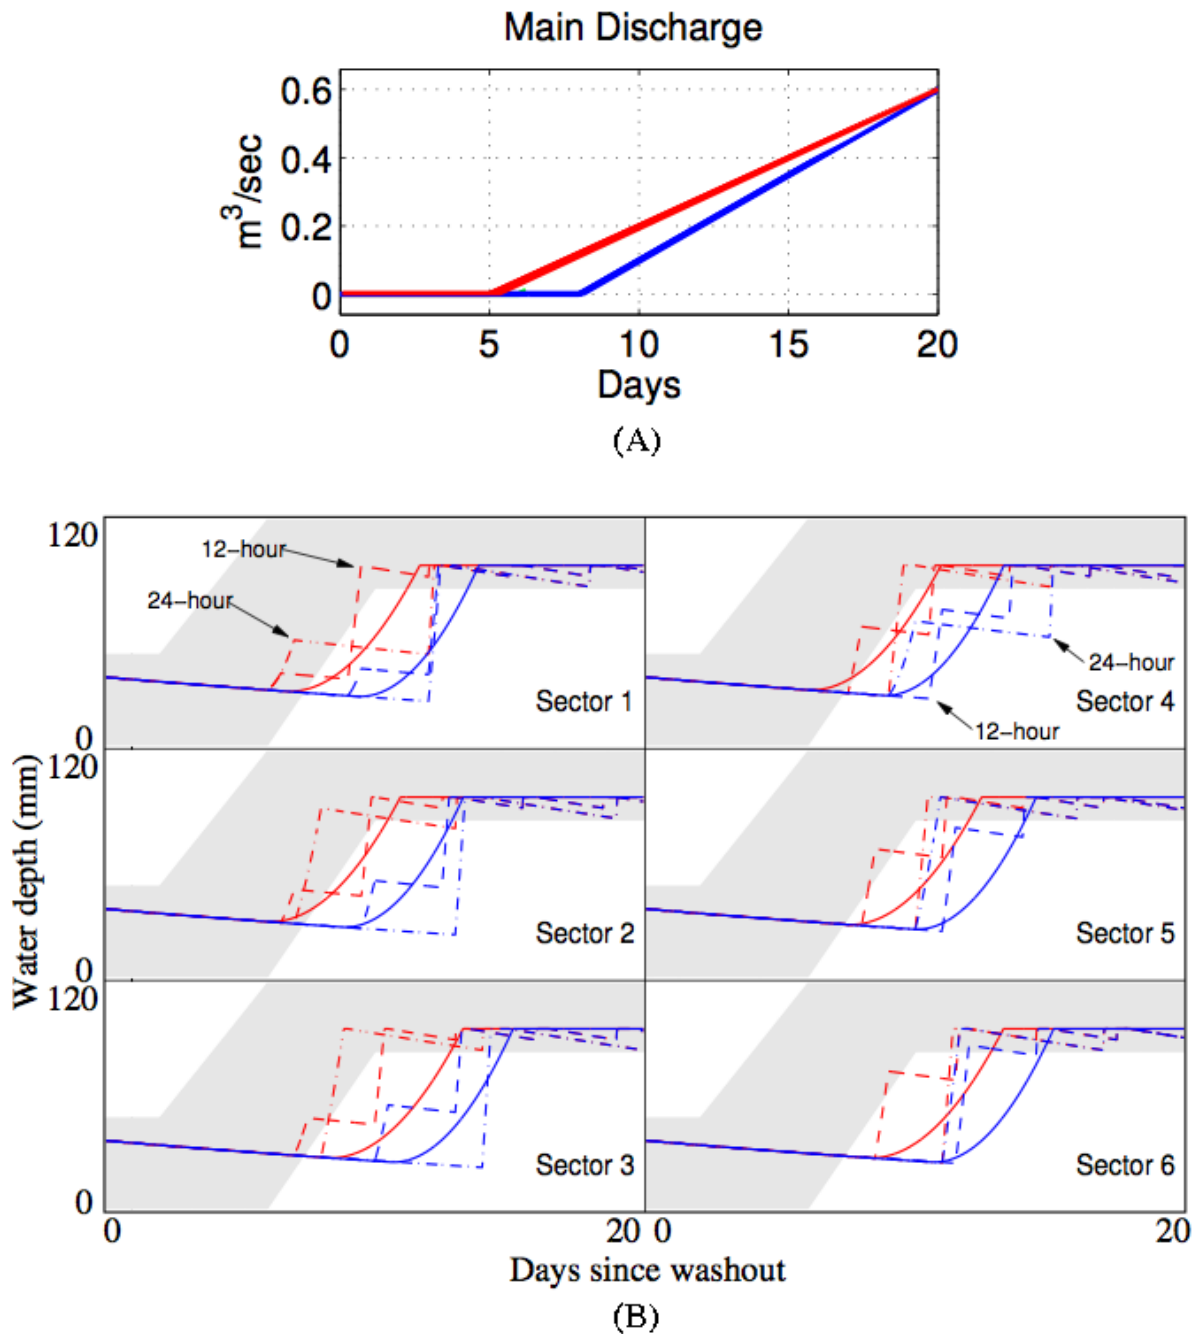 Main Discharge
0.6
0.4
0.2
0
m³/sec
0 5 10 15 20
Days
(A)
120
12-hour
24-hour
Sector 1
0
24-hour
12-hour
Sector 4
120
Sector 2
0
Sector 5
120
Sector 3
0
Sector 6
Water depth (mm)
0 20 0 20
Days since washout
(B)